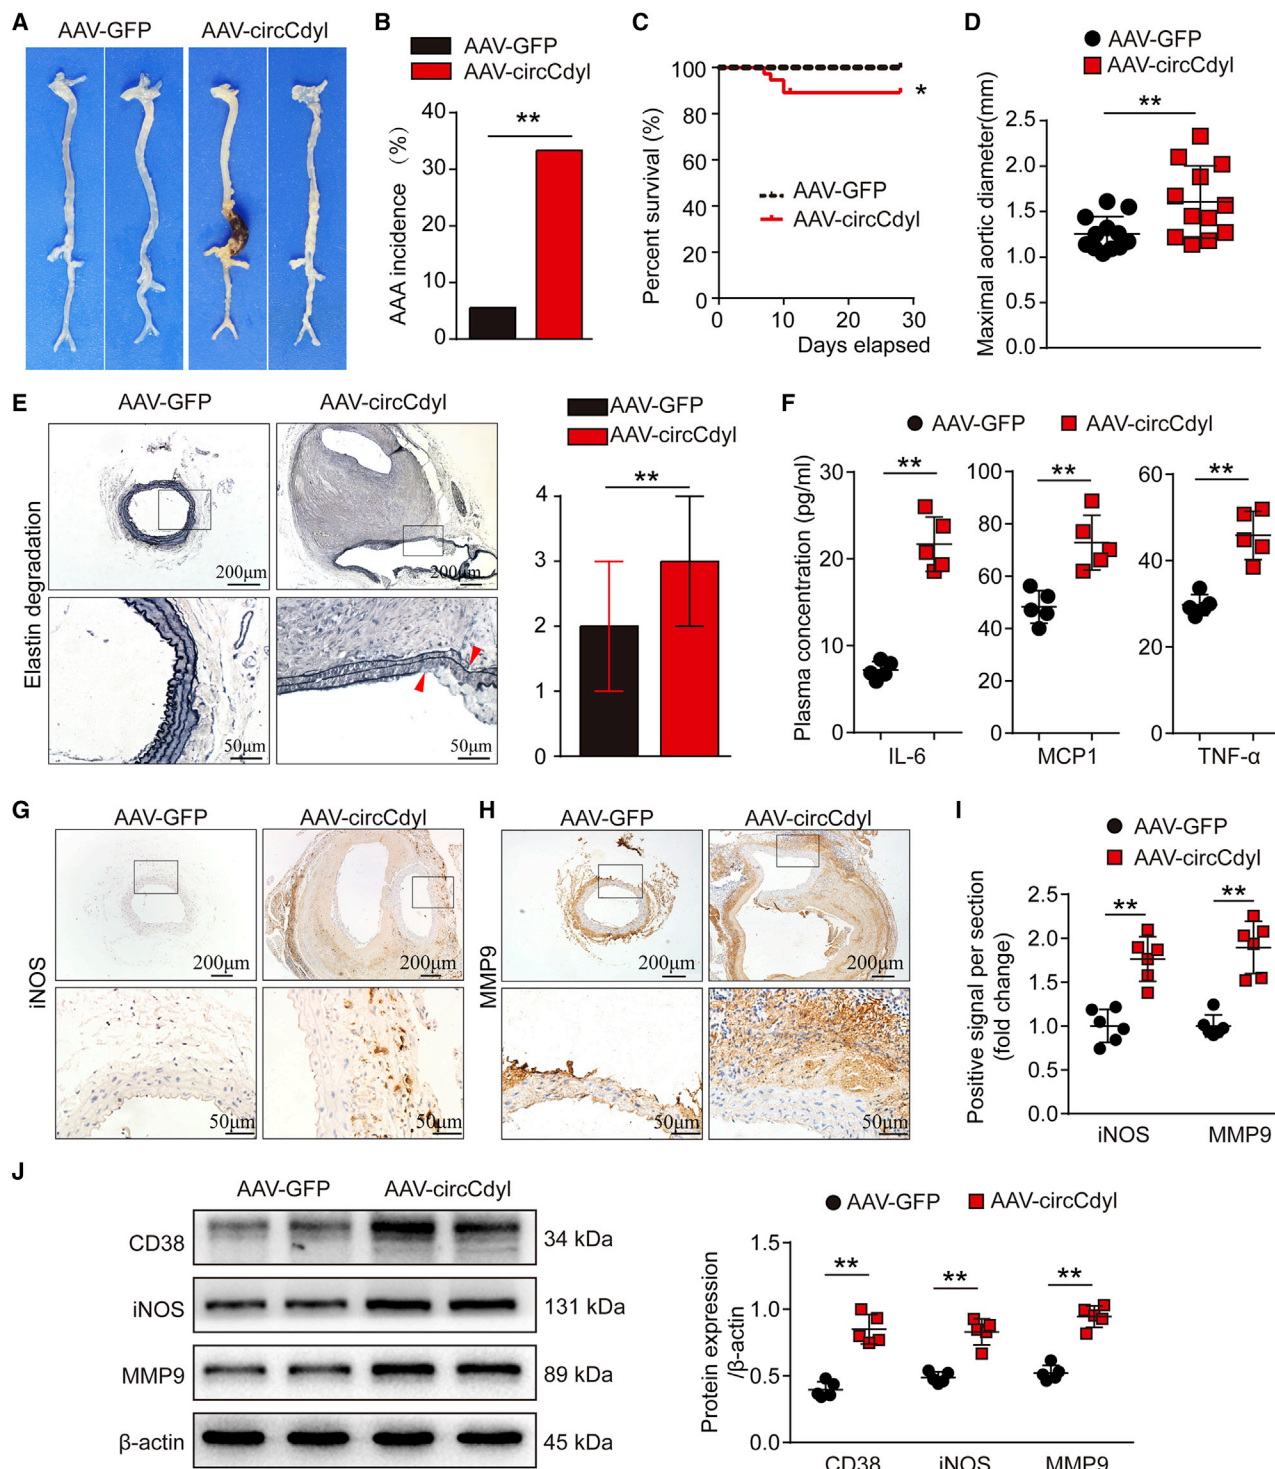 A
AAV-GFP
AAV-circCdyl
B
AAV-GFP
AAV-circCdyl
AAA incidence (%)
40
30
20
10
0
**
C
Percent survival (%)
100
80
60
40
20
0
AAV-GFP
AAV-circCdyl
*
0
10
20
30
Days elapsed
D
AAV-GFP
AAV-circCdyl
Maximal aortic diameter(mm)
2.5
2.0
1.5
1.0
0.5
0.0
**
E
AAV-GFP
AAV-circCdyl
Elastin degradation
200μm
200μm
50μm
50μm
AAV-GFP
AAV-circCdyl
4
3
2
1
0
**
F
AAV-GFP
AAV-circCdyl
Plasma concentration (pg/ml)
30
20
10
0
**
IL-6
100
80
60
40
20
0
**
MCP1
60
40
20
0
**
TNF-α
G
AAV-GFP
AAV-circCdyl
iNOS
200μm
200μm
50μm
50μm
H
AAV-GFP
AAV-circCdyl
MMP9
200μm
200μm
50μm
50μm
I
AAV-GFP
AAV-circCdyl
Positive signal per section
(fold change)
2.5
2.0
1.5
1.0
0.5
0.0
**
**
iNOS
MMP9
J
AAV-GFP
AAV-circCdyl
CD38
34 kDa
iNOS
131 kDa
MMP9
89 kDa
β-actin
45 kDa
AAV-GFP
AAV-circCdyl
Protein expression
/β-actin
1.5
1.0
0.5
0.0
**
**
**
CD38
iNOS
MMP9